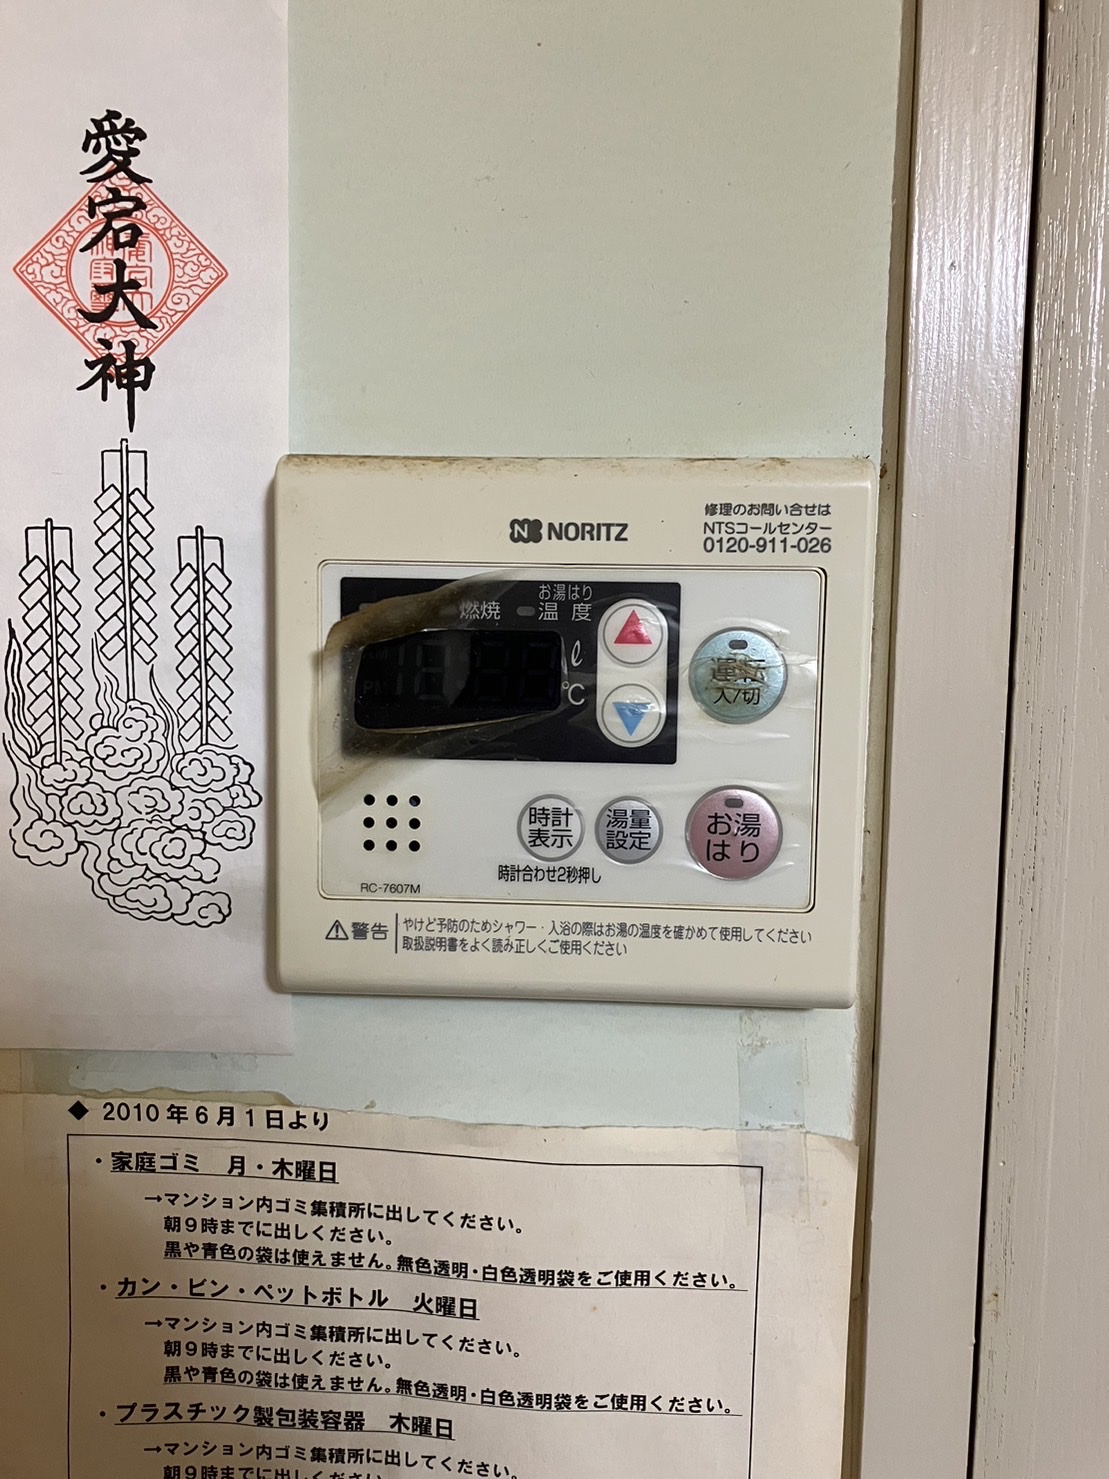 愛宕大神
修理のお問い合せは
NTSコールセンター
0120-911-026
NORITZ
お湯はり
燃焼 温度
ℓ
℃
運転
入/切
時計
表示
湯量
設定
お湯
はり
時計合わせ2秒押し
RC-7607M
⚠警告
やけど予防のためシャワー・入浴の際はお湯の温度を確かめて使用してください
取扱説明書をよく読み正しくご使用ください
◆ 2010年6月1日より
・家庭ゴミ 月・木曜日
→マンション内ゴミ集積所に出してください。
朝9時までに出しください。
黒や青色の袋は使えません。無色透明・白色透明袋をご使用ください。
・カン・ビン・ペットボトル 火曜日
→マンション内ゴミ集積所に出してください。
朝9時までに出しください。
黒や青色の袋は使えません。無色透明・白色透明袋をご使用ください。
・プラスチック製包装容器 木曜日
→マンション内ゴミ集積所に出してください。
朝9時までに出しください。